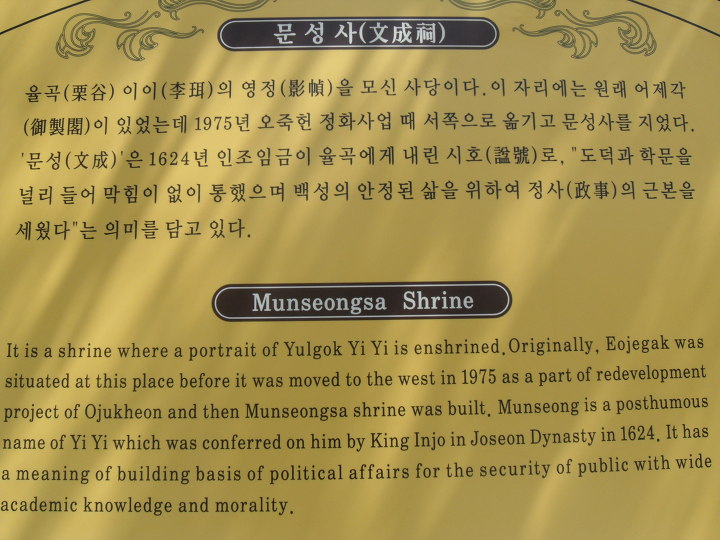 문성사(文成祠)
율곡(栗谷) 이이(李珥)의 영정(影幀)을 모신 사당이다. 이 자리에는 원래 어제각
(御製閣)이 있었는데 1975년 오죽헌 정화사업 때 서쪽으로 옮기고 문성사를 지었다.
'문성(文成)'은 1624년 인조임금이 율곡에게 내린 시호(諡號)로, "도덕과 학문을
널리 들어 막힘이 없이 통했으며 백성의 안정된 삶을 위하여 정사(政事)의 근본을
세웠다"는 의미를 담고 있다.
Munseongsa Shrine
It is a shrine where a portrait of Yulgok Yi Yi is enshrined. Originally, Eojegak was
situated at this place before it was moved to the west in 1975 as a part of redevelopment
project of Ojukheon and then Munseongsa shrine was built. Munseong is a posthumous
name of Yi Yi which was conferred on him by King Injo in Joseon Dynasty in 1624. It has
a meaning of building basis of political affairs for the security of public with wide
academic knowledge and morality.